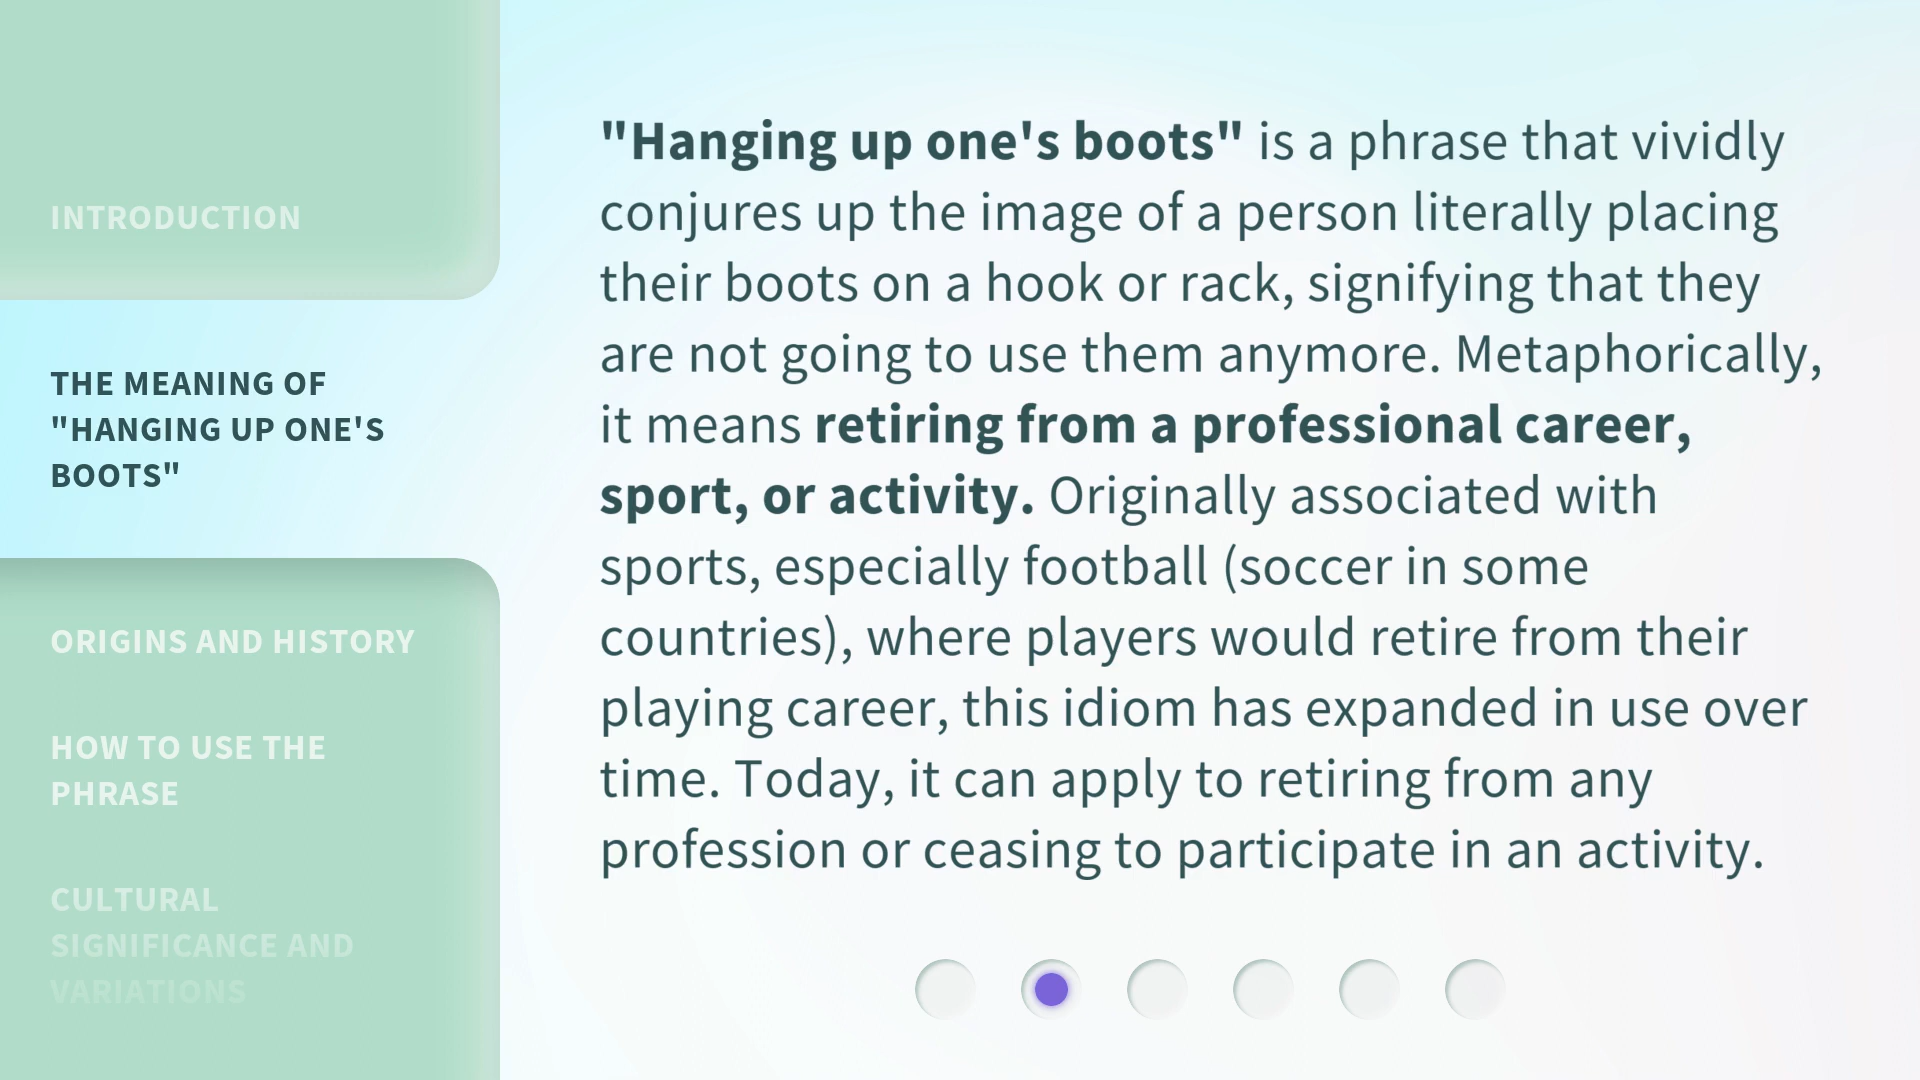 INTRODUCTION
THE MEANING OF
"HANGING UP ONE'S
BOOTS"
ORIGINS AND HISTORY
HOW TO USE THE
PHRASE
CULTURAL
SIGNIFICANCE AND
VARIATIONS
"Hanging up one's boots" is a phrase that vividly
conjures up the image of a person literally placing
their boots on a hook or rack, signifying that they
are not going to use them anymore. Metaphorically,
it means retiring from a professional career,
sport, or activity. Originally associated with
sports, especially football (soccer in some
countries), where players would retire from their
playing career, this idiom has expanded in use over
time. Today, it can apply to retiring from any
profession or ceasing to participate in an activity.